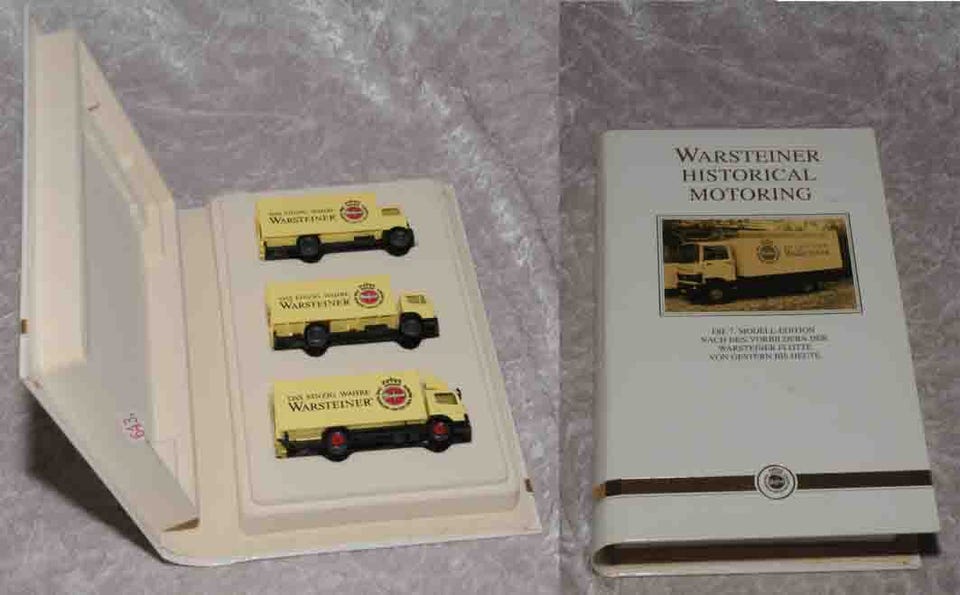 DAS EINZIG WAHRE
WARSTEINER
DAS EINZIG WAHRE
WARSTEINER
DAS EINZIG WAHRE
WARSTEINER
643,-
WARSTEINER
HISTORICAL
MOTORING
WARSTEINER
DIE 7. MODELL-EDITION
NACH DEN VORBILDERN DER
WARSTEINER FLOTTE
VON GESTERN BIS HEUTE